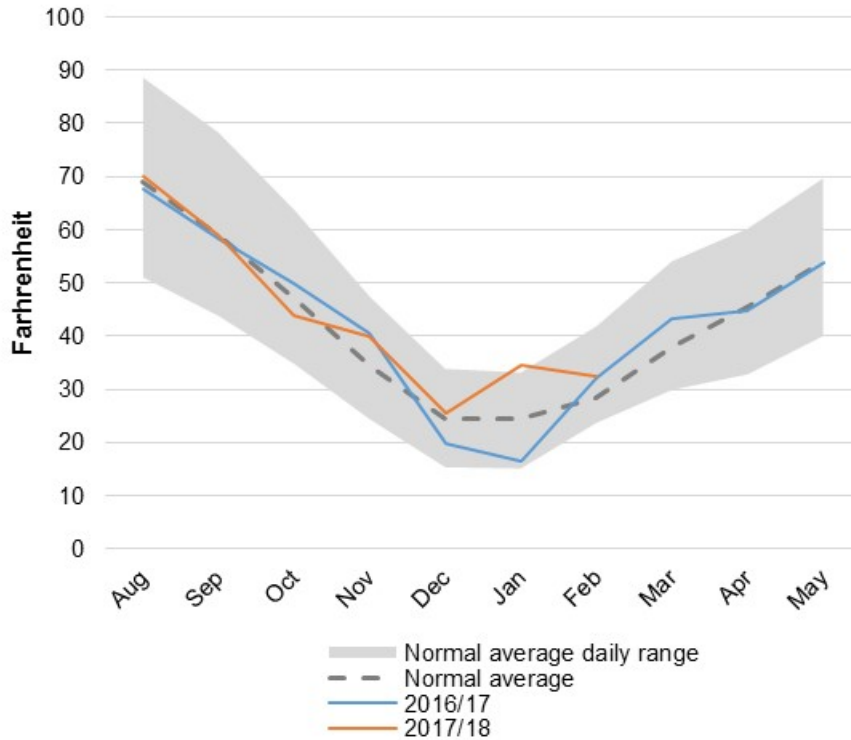 100
90
80
70
60
50
40
30
20
10
0
Farhrenheit
Aug
Sep
Oct
Nov
Dec
Jan
Feb
Mar
Apr
May
Normal average daily range
Normal average
2016/17
2017/18